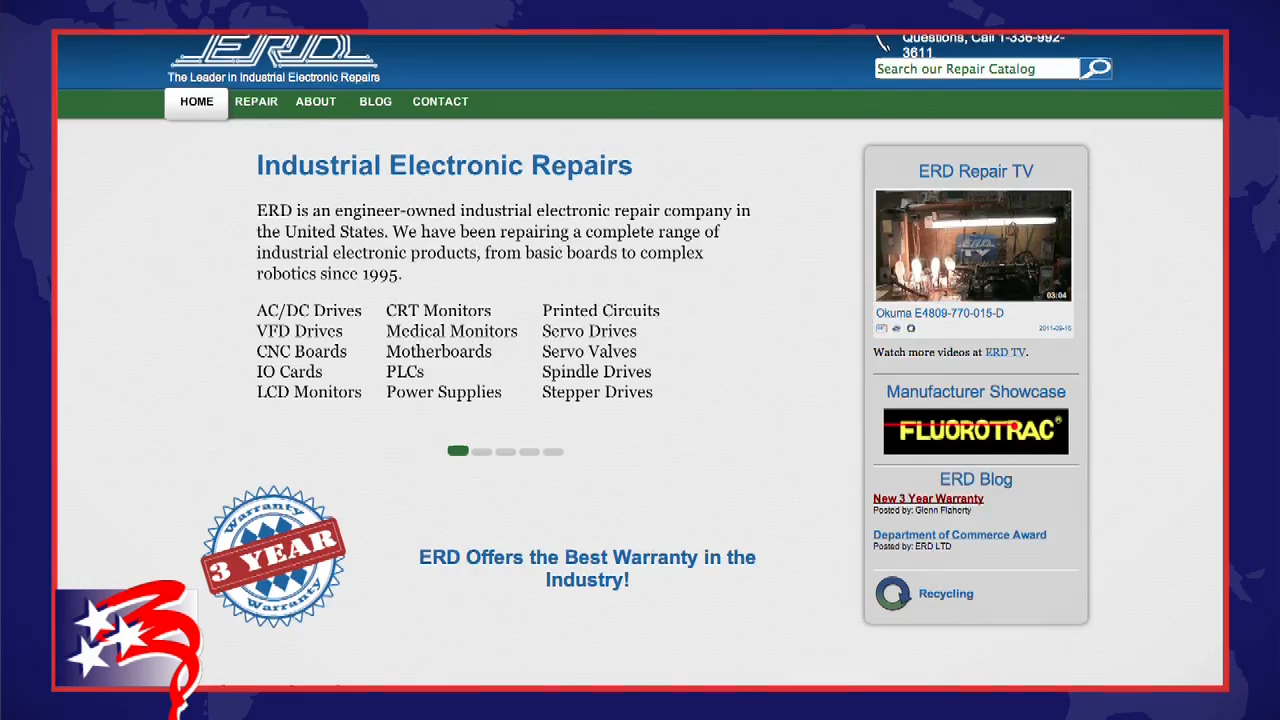 ERD
The Leader in Industrial Electronic Repairs
Questions, Call 1-336-992-
3611
Search our Repair Catalog
HOME REPAIR ABOUT BLOG CONTACT
Industrial Electronic Repairs
ERD is an engineer-owned industrial electronic repair company in
the United States. We have been repairing a complete range of
industrial electronic products, from basic boards to complex
robotics since 1995.
AC/DC Drives CRT Monitors Printed Circuits
VFD Drives Medical Monitors Servo Drives
CNC Boards Motherboards Servo Valves
IO Cards PLCs Spindle Drives
LCD Monitors Power Supplies Stepper Drives
Warranty
3 YEAR
Warranty
ERD Offers the Best Warranty in the
Industry!
ERD Repair TV
ERD
TV
03:04
Okuma E4809-770-015-D
2011-09-15
Watch more videos at ERD TV.
Manufacturer Showcase
FLUOROTRAC®
ERD Blog
New 3 Year Warranty
Posted by: Glenn Flaherty
Department of Commerce Award
Posted by: ERD LTD
Recycling